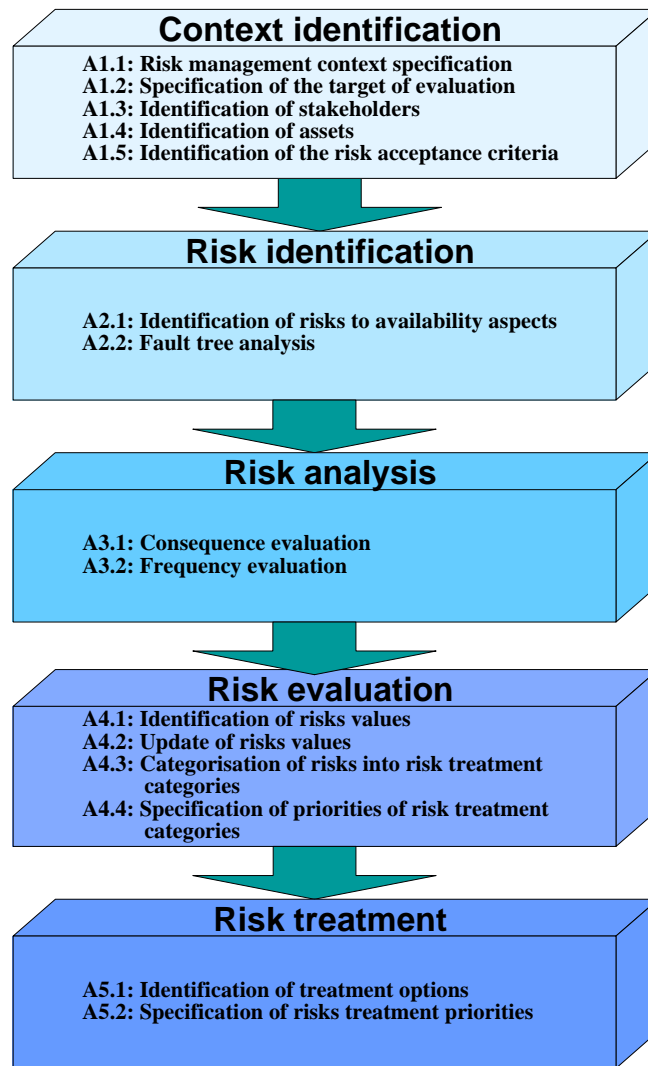 Context identification
A1.1: Risk management context specification
A1.2: Specification of the target of evaluation
A1.3: Identification of stakeholders
A1.4: Identification of assets
A1.5: Identification of the risk acceptance criteria
Risk identification
A2.1: Identification of risks to availability aspects
A2.2: Fault tree analysis
Risk analysis
A3.1: Consequence evaluation
A3.2: Frequency evaluation
Risk evaluation
A4.1: Identification of risks values
A4.2: Update of risks values
A4.3: Categorisation of risks into risk treatment
categories
A4.4: Specification of priorities of risk treatment
categories
Risk treatment
A5.1: Identification of treatment options
A5.2: Specification of risks treatment priorities